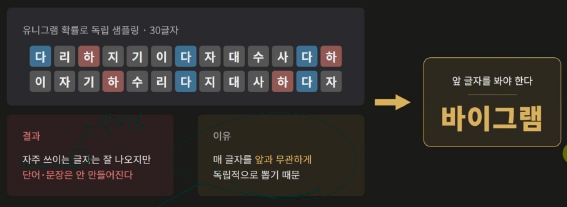 유니그램 확률로 독립 샘플링 · 30글자
다 리 하 지 기 이 다 자 대 수 사 다 하
이 자 기 하 수 리 다 지 대 사 하 다 자
결과
자주 쓰이는 글자는 잘 나오지만
단어·문장은 안 만들어진다
이유
매 글자를 앞과 무관하게
독립적으로 뽑기 때문
앞 글자를 봐야 한다
바이그램